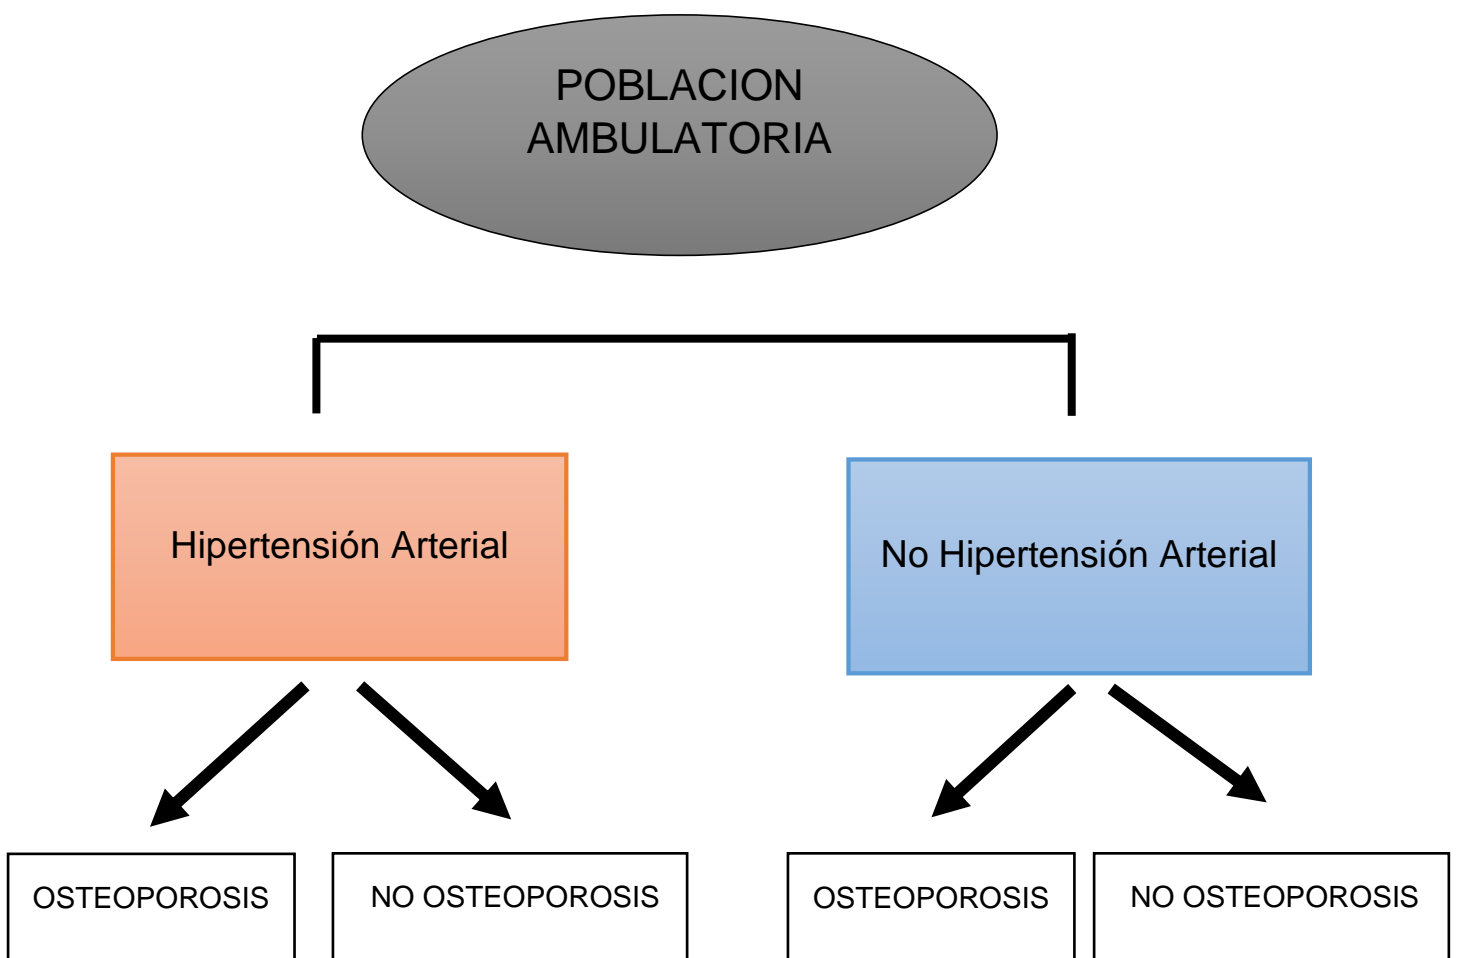 POBLACION
AMBULATORIA
Hipertensión Arterial
No Hipertensión Arterial
OSTEOPOROSIS
NO OSTEOPOROSIS
OSTEOPOROSIS
NO OSTEOPOROSIS